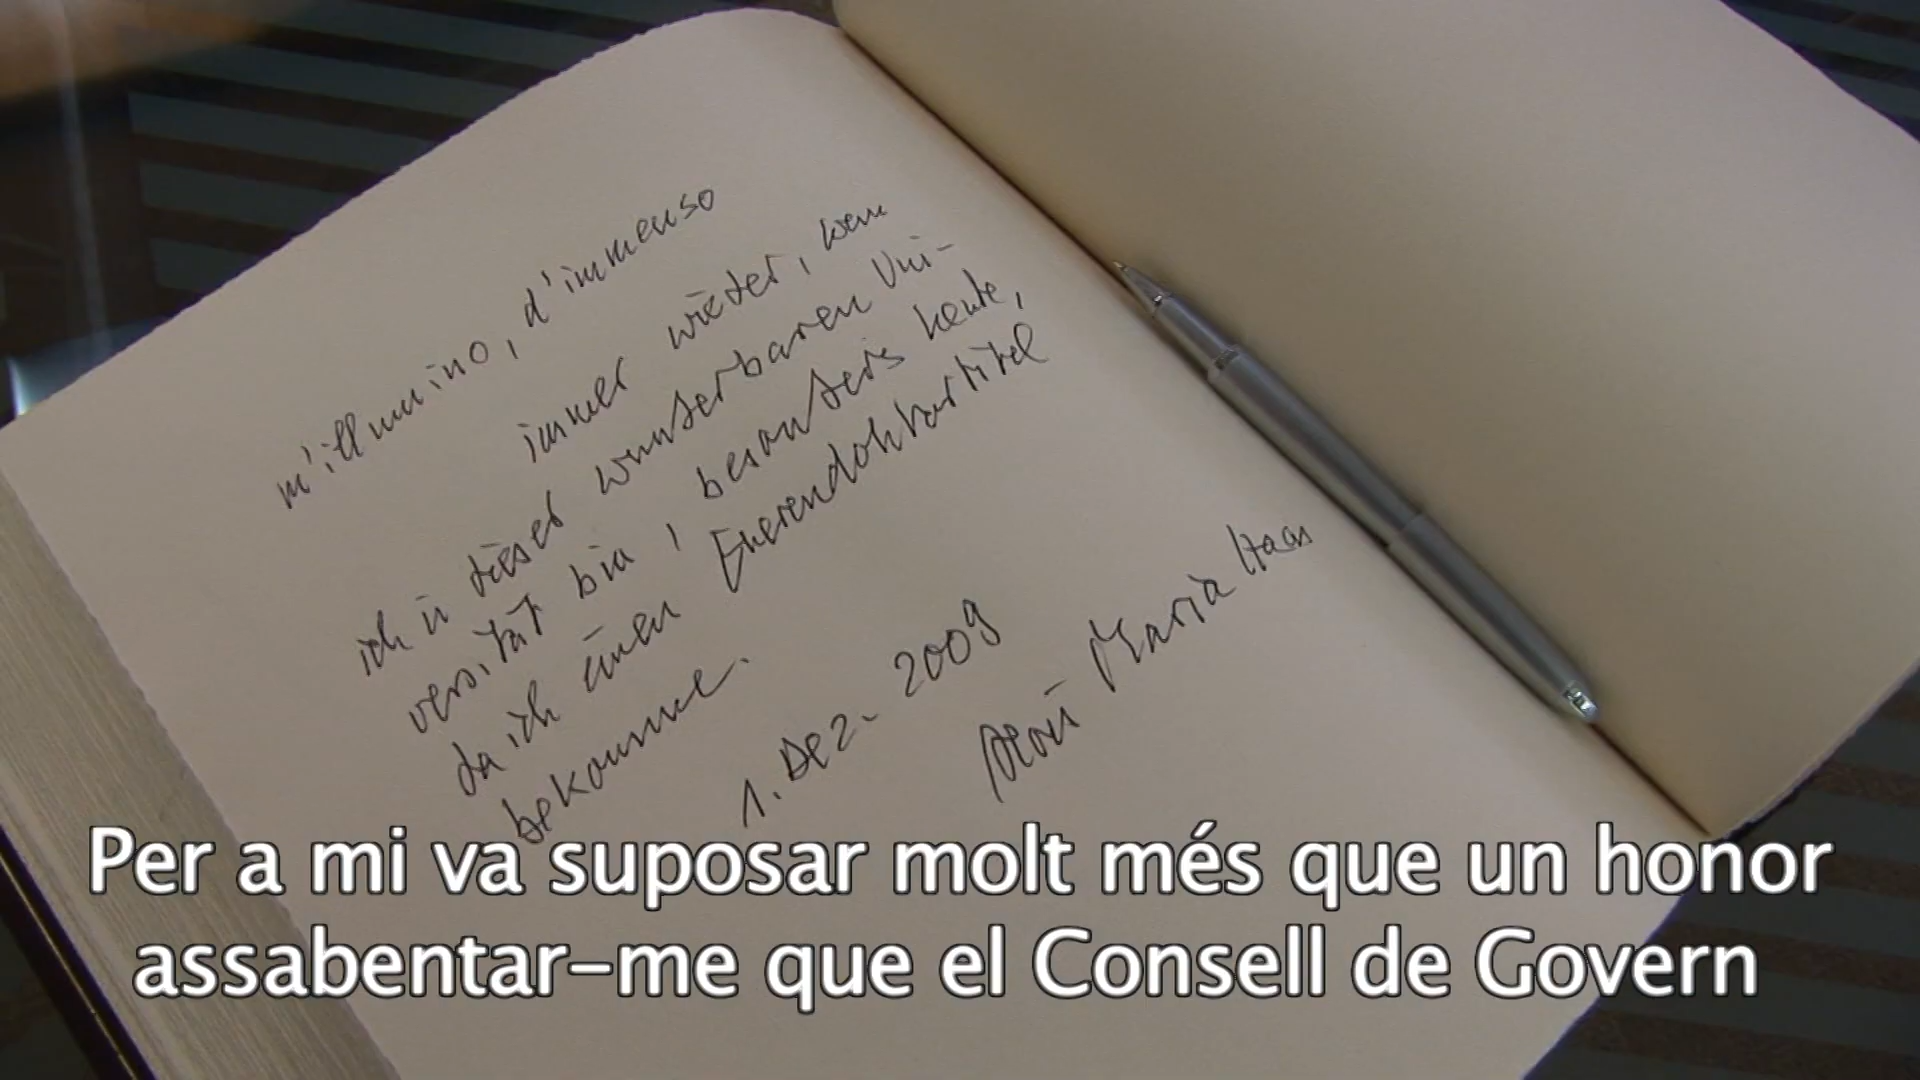 m'illumino, d'immenso
immer wieder, wenn
ich in dieser wunderbaren Uni-
versität bin, besonders heute,
da ich einen Ehrendoktortitel
bekomme.
1. Dez. 2009
Alois Maria Haas
Per a mi va suposar molt més que un honor
assabentar-me que el Consell de Govern